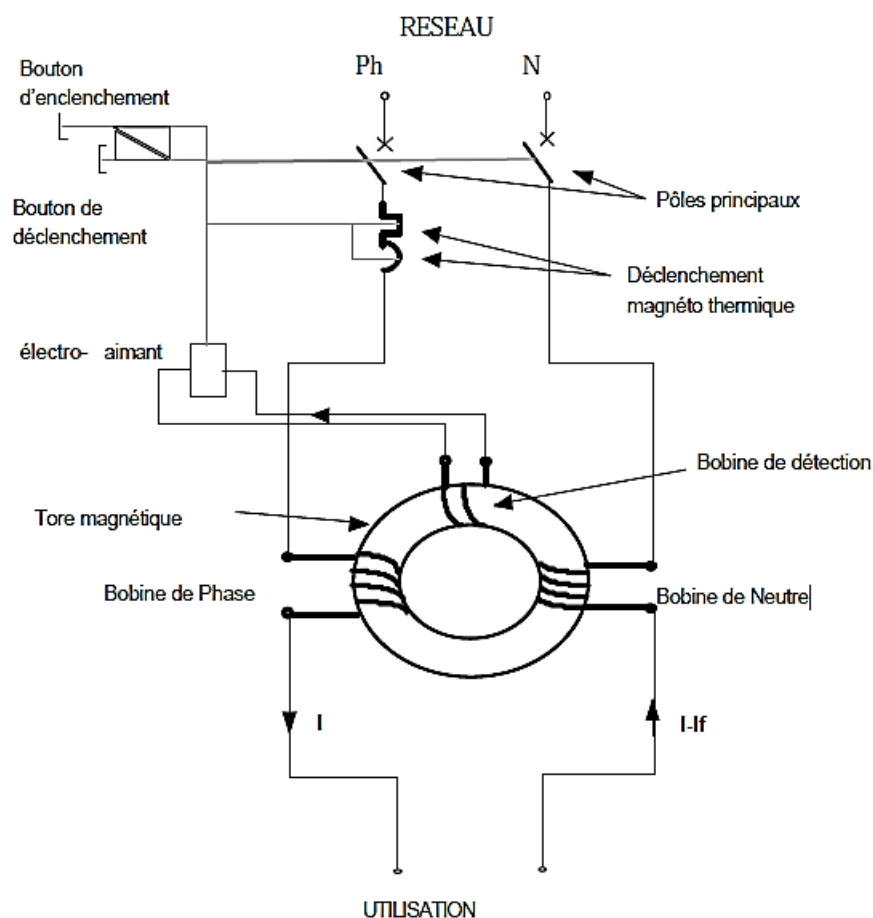 RESEAU
Ph
N
Bouton
d'enclenchement
Pôles principaux
Bouton de
déclenchement
Déclenchement
magnéto thermique
électro- aimant
Bobine de détection
Tore magnétique
Bobine de Phase
Bobine de Neutre
I
I-If
UTILISATION